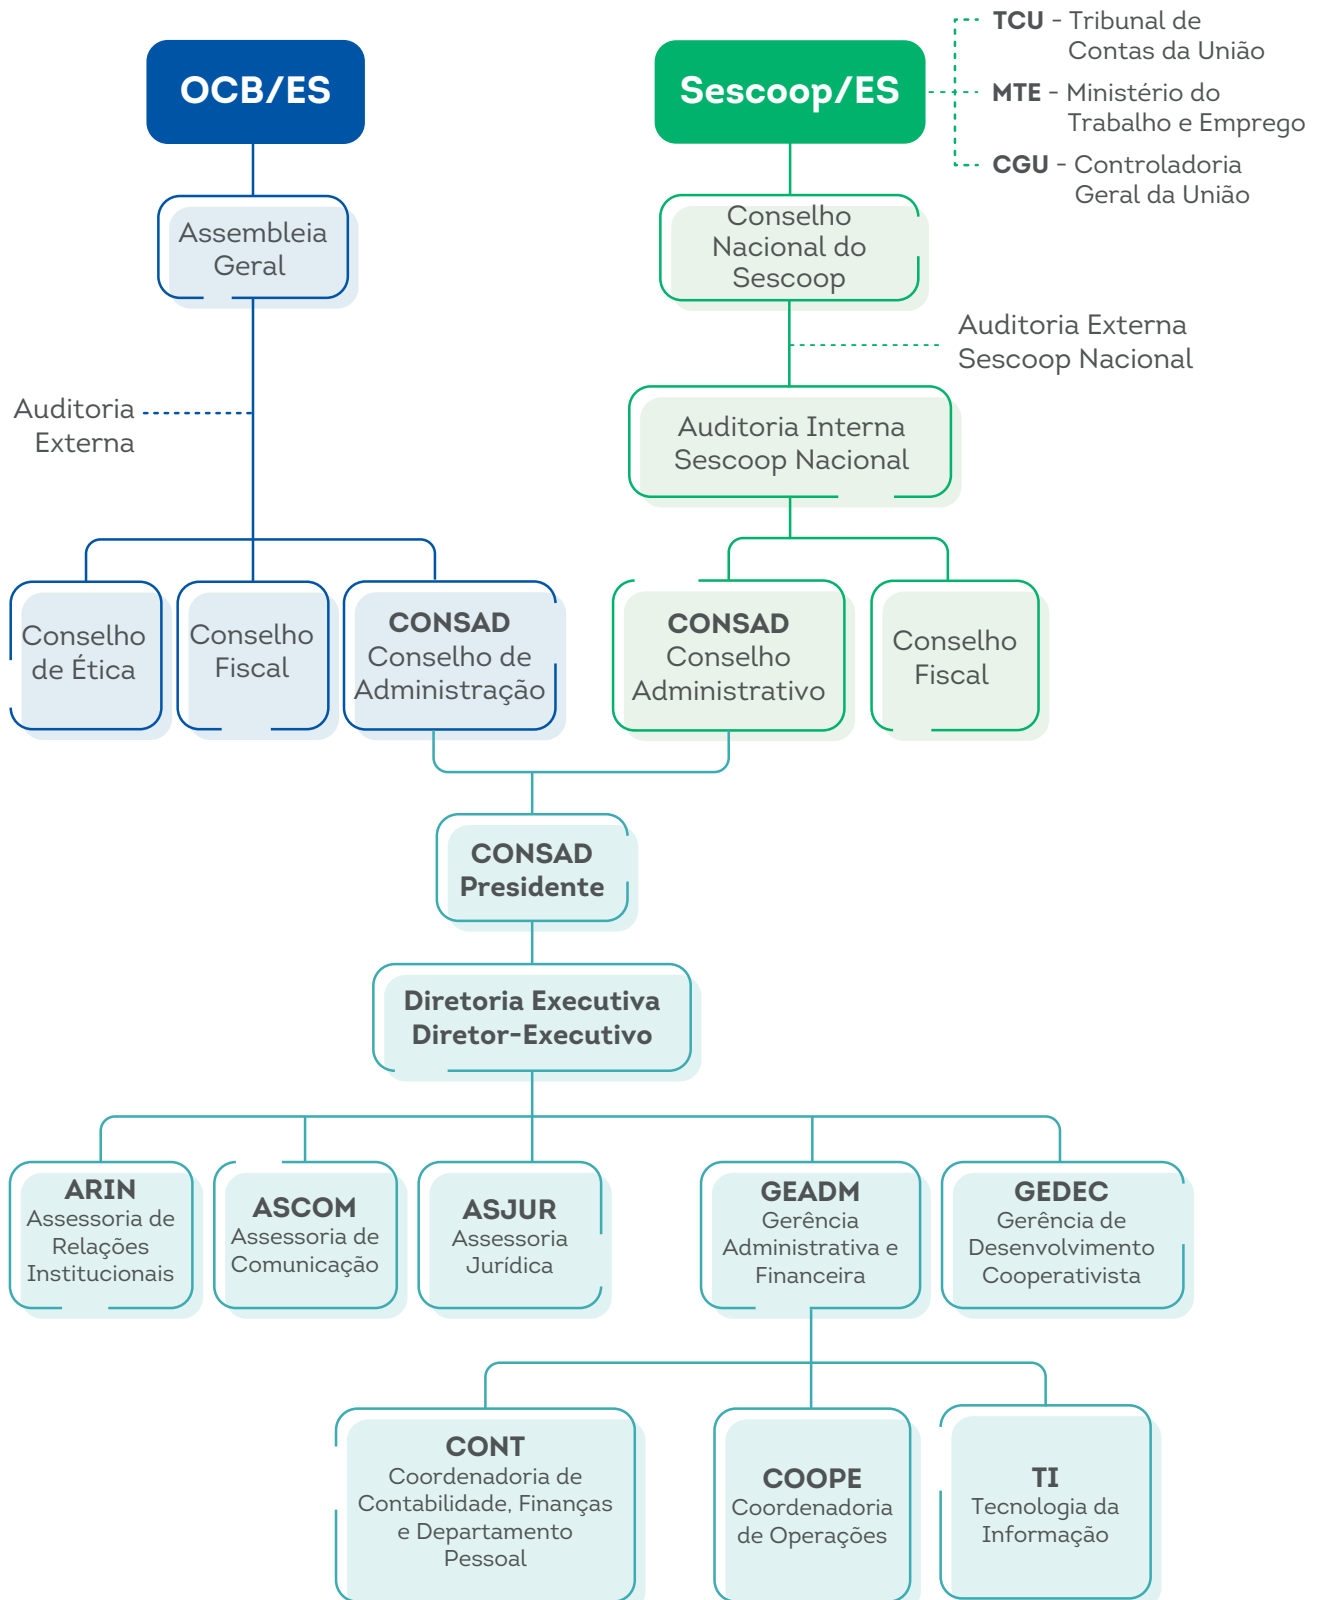 OCB/ES
Sescoop/ES
TCU - Tribunal de
Contas da União
MTE - Ministério do
Trabalho e Emprego
CGU - Controladoria
Geral da União
Assembleia
Geral
Conselho
Nacional do
Sescoop
Auditoria Externa
Sescoop Nacional
Auditoria
Externa
Auditoria Interna
Sescoop Nacional
Conselho
de Ética
Conselho
Fiscal
CONSAD
Conselho de
Administração
CONSAD
Conselho
Administrativo
Conselho
Fiscal
CONSAD
Presidente
Diretoria Executiva
Diretor-Executivo
ARIN
Assessoria de
Relações
Institucionais
ASCOM
Assessoria de
Comunicação
ASJUR
Assessoria
Jurídica
GEADM
Gerência
Administrativa e
Financeira
GEDEC
Gerência de
Desenvolvimento
Cooperativista
CONT
Coordenadoria de
Contabilidade, Finanças
e Departamento
Pessoal
COOPE
Coordenadoria
de Operações
TI
Tecnologia da
Informação